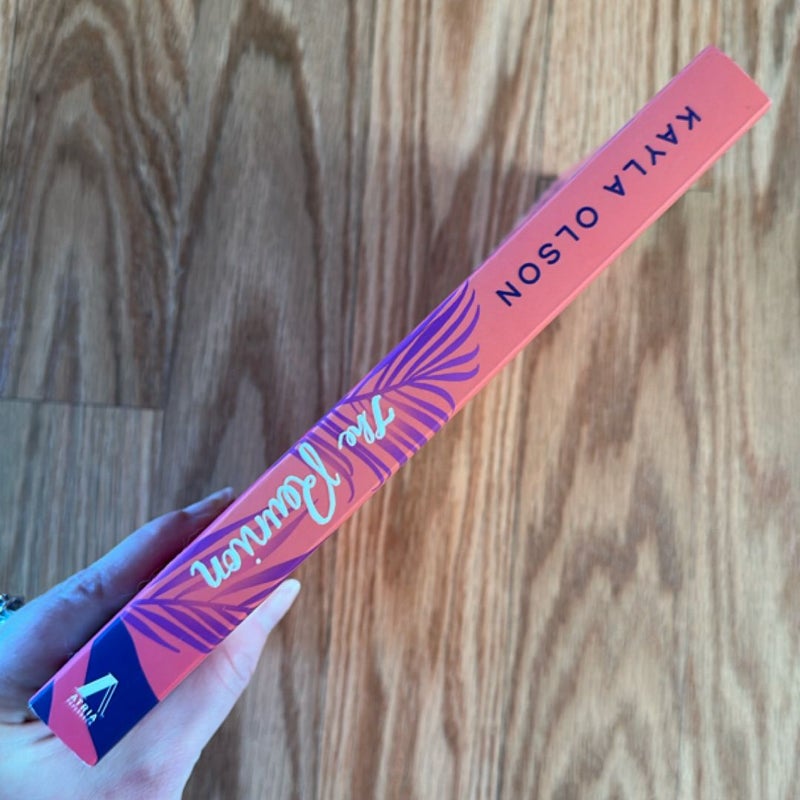 KAYLA OLSON
The Reunion
ATRIA